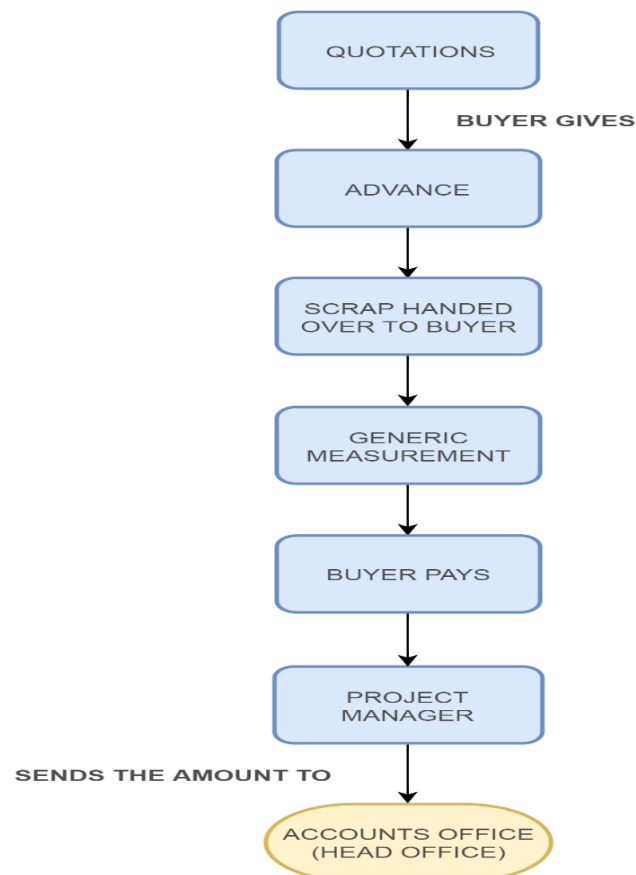 QUOTATIONS
BUYER GIVES
ADVANCE
SCRAP HANDED
OVER TO BUYER
GENERIC
MEASUREMENT
BUYER PAYS
PROJECT
MANAGER
SENDS THE AMOUNT TO
ACCOUNTS OFFICE
(HEAD OFFICE)